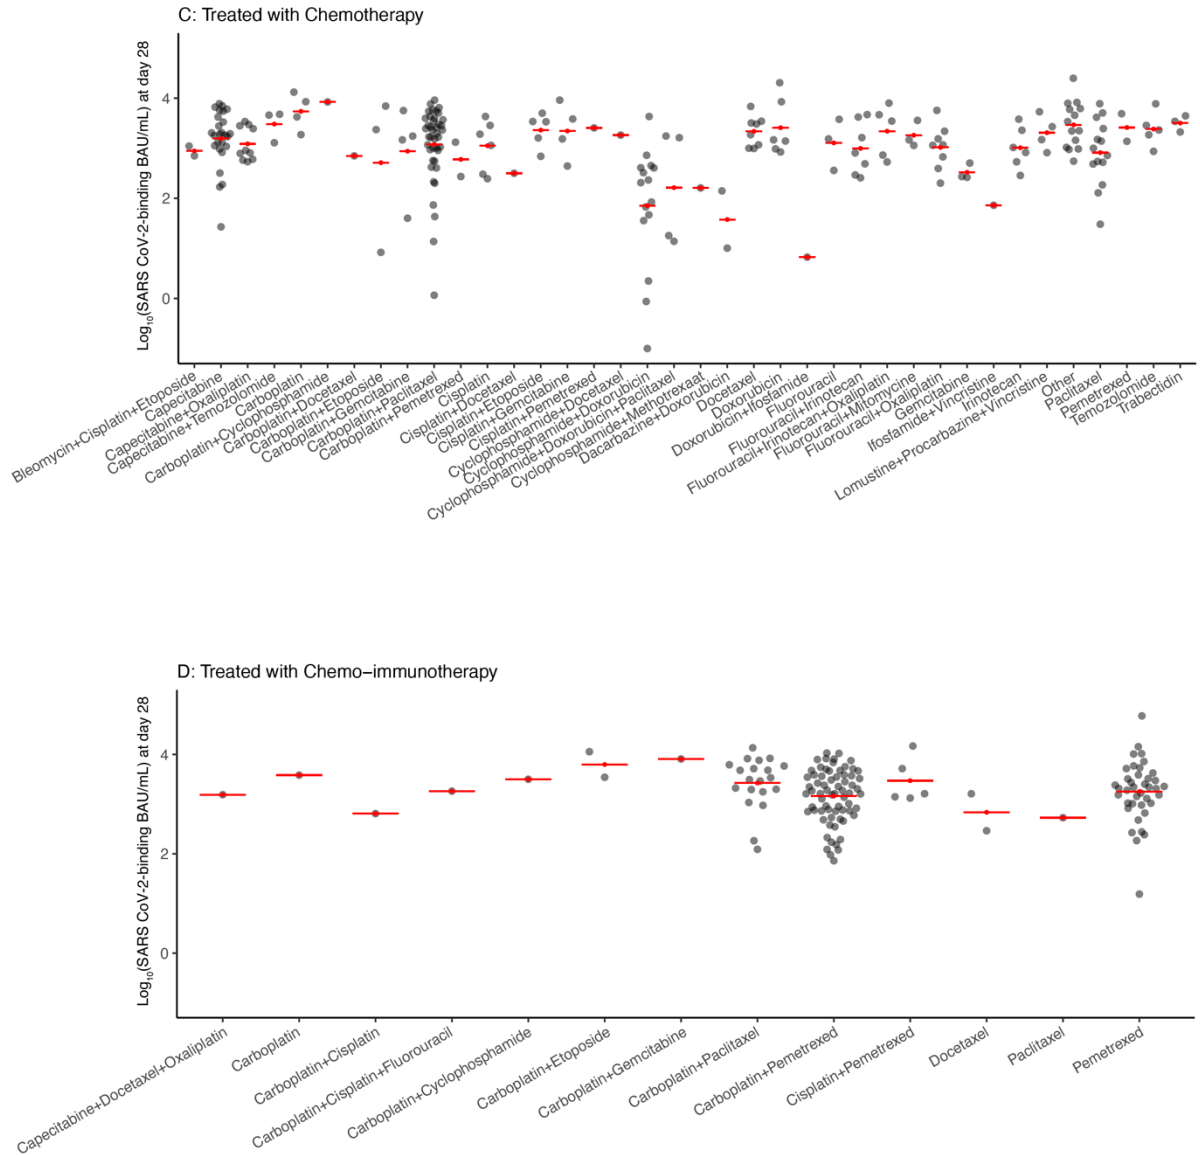 C: Treated with Chemotherapy
Log₁₀(SARS CoV-2-binding BAU/mL) at day 28
4
2
0
Bleomycin+Cisplatin+Etoposide
Capecitabine
Capecitabine+Oxaliplatin
Capecitabine+Temozolomide
Carboplatin
Carboplatin+Cyclophosphamide
Carboplatin+Docetaxel
Carboplatin+Etoposide
Carboplatin+Gemcitabine
Carboplatin+Paclitaxel
Carboplatin+Pemetrexed
Cisplatin
Cisplatin+Docetaxel
Cisplatin+Etoposide
Cisplatin+Gemcitabine
Cisplatin+Pemetrexed
Cyclophosphamide+Docetaxel
Cyclophosphamide+Doxorubicin
Cyclophosphamide+Doxorubicin+Paclitaxel
Cyclophosphamide+Methotrexaat
Dacarbazine+Doxorubicin
Docetaxel
Doxorubicin
Doxorubicin+Ifosfamide
Fluorouracil
Fluorouracil+Irinotecan
Fluorouracil+Irinotecan+Oxaliplatin
Fluorouracil+Mitomycine
Fluorouracil+Oxaliplatin
Gemcitabine
Ifosfamide+Vincristine
Irinotecan
Lomustine+Procarbazine+Vincristine
Other
Paclitaxel
Pemetrexed
Temozolomide
Trabectidin
D: Treated with Chemo−immunotherapy
Log₁₀(SARS CoV-2-binding BAU/mL) at day 28
4
2
0
Capecitabine+Docetaxel+Oxaliplatin
Carboplatin
Carboplatin+Cisplatin
Carboplatin+Cisplatin+Fluorouracil
Carboplatin+Cyclophosphamide
Carboplatin+Etoposide
Carboplatin+Gemcitabine
Carboplatin+Paclitaxel
Carboplatin+Pemetrexed
Cisplatin+Pemetrexed
Docetaxel
Paclitaxel
Pemetrexed